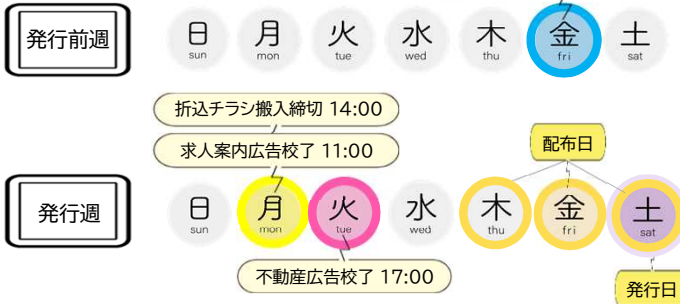 発行前週
日 月 火 水 木 金 土
sun mon tue wed thu fri sat
折込チラシ搬入締切 14:00
求人案内広告校了 11:00
配布日
発行週
日 月 火 水 木 金 土
sun mon tue wed thu fri sat
不動産広告校了 17:00
発行日